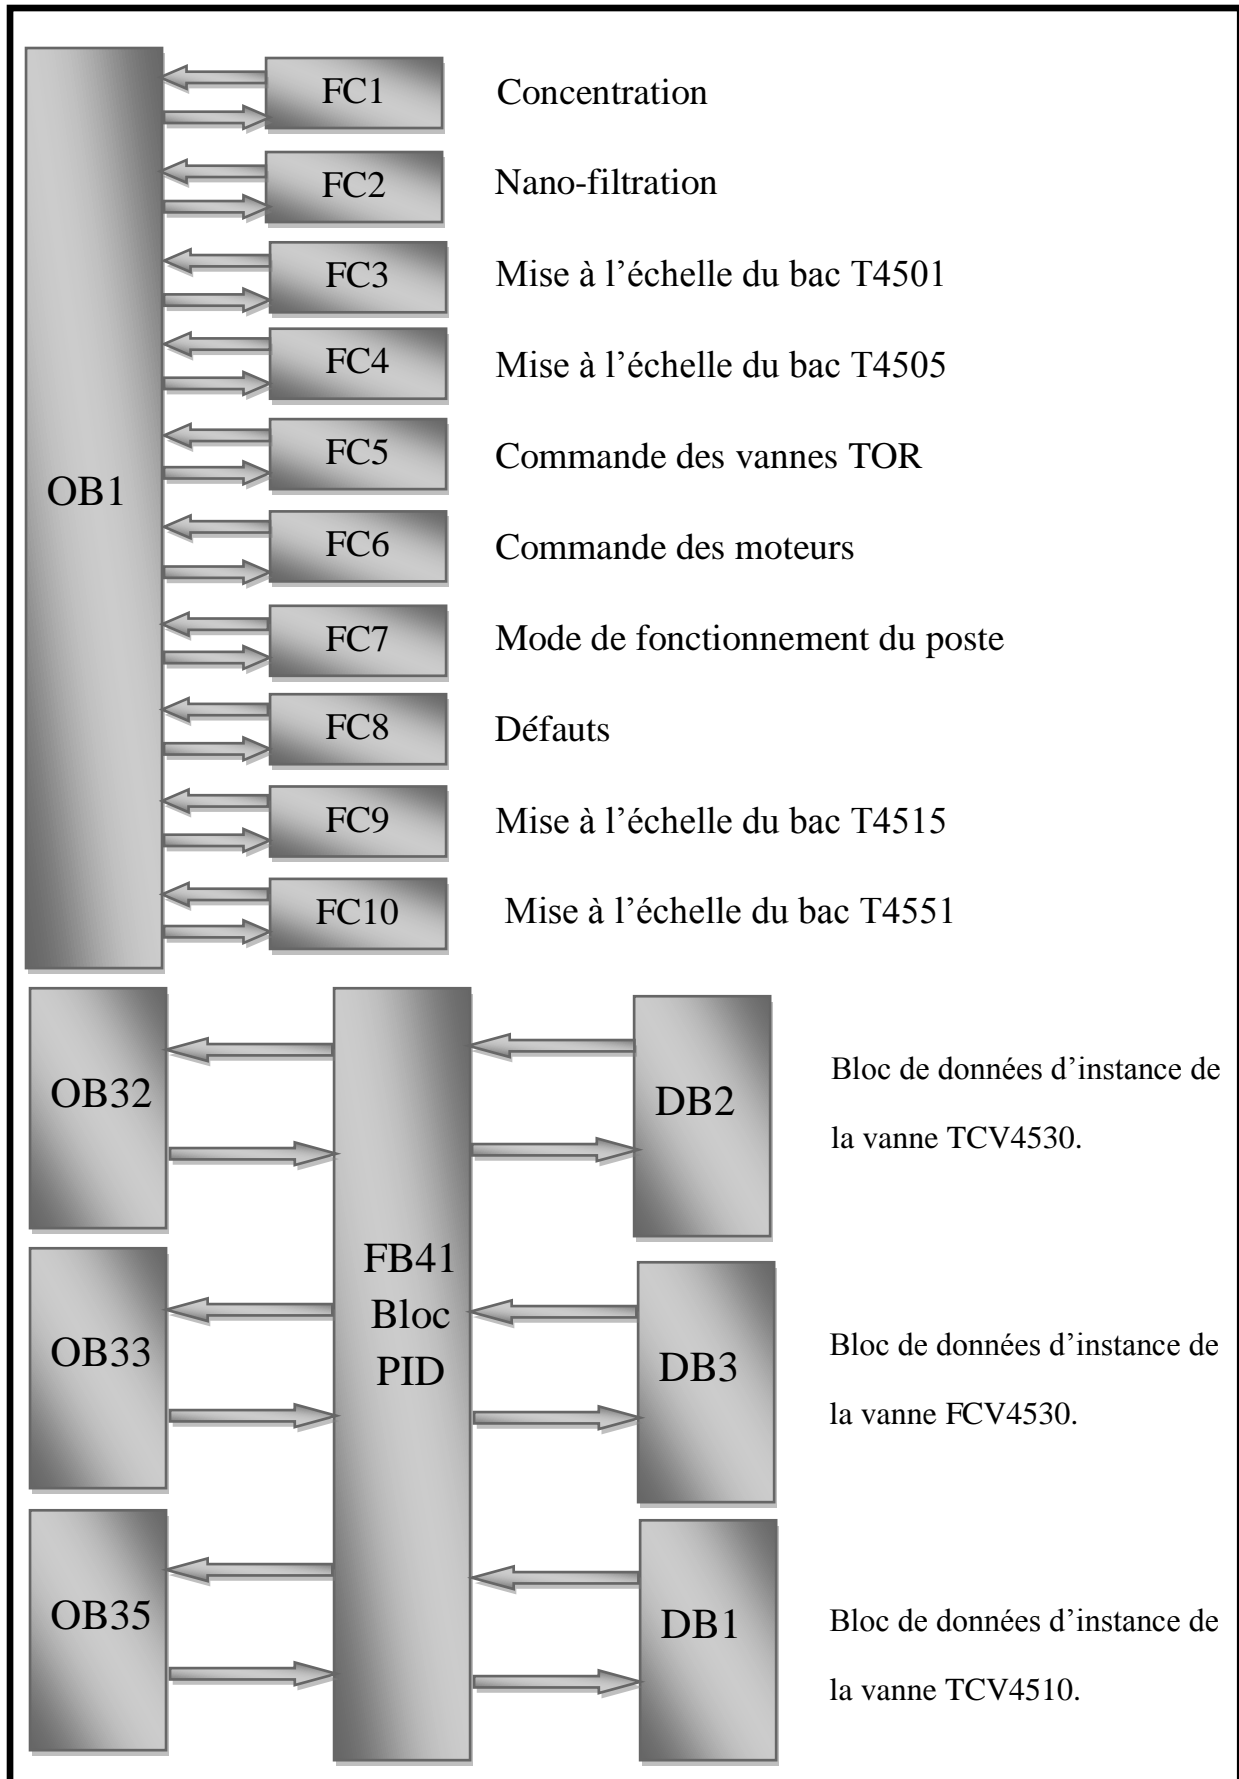 OB1
FC1 Concentration
FC2 Nano-filtration
FC3 Mise à l’échelle du bac T4501
FC4 Mise à l’échelle du bac T4505
FC5 Commande des vannes TOR
FC6 Commande des moteurs
FC7 Mode de fonctionnement du poste
FC8 Défauts
FC9 Mise à l’échelle du bac T4515
FC10 Mise à l’échelle du bac T4551
OB32
OB33
OB35
FB41
Bloc
PID
DB2
Bloc de données d’instance de
la vanne TCV4530.
DB3
Bloc de données d’instance de
la vanne FCV4530.
DB1
Bloc de données d’instance de
la vanne TCV4510.